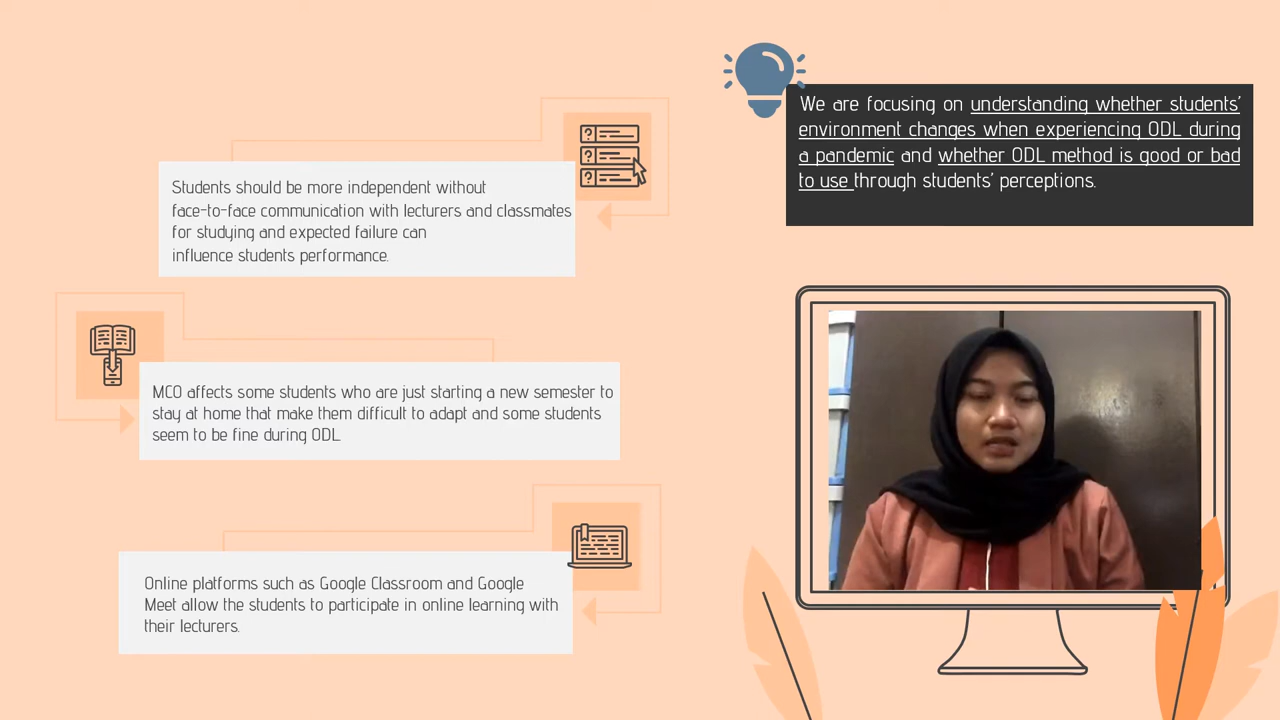 Students should be more independent without
face-to-face communication with lecturers and classmates
for studying and expected failure can
influence students performance.
MCO affects some students who are just starting a new semester to
stay at home that make them difficult to adapt and some students
seem to be fine during ODL.
Online platforms such as Google Classroom and Google
Meet allow the students to participate in online learning with
their lecturers.
We are focusing on understanding whether students'
environment changes when experiencing ODL during
a pandemic and whether ODL method is good or bad
to use through students' perceptions.